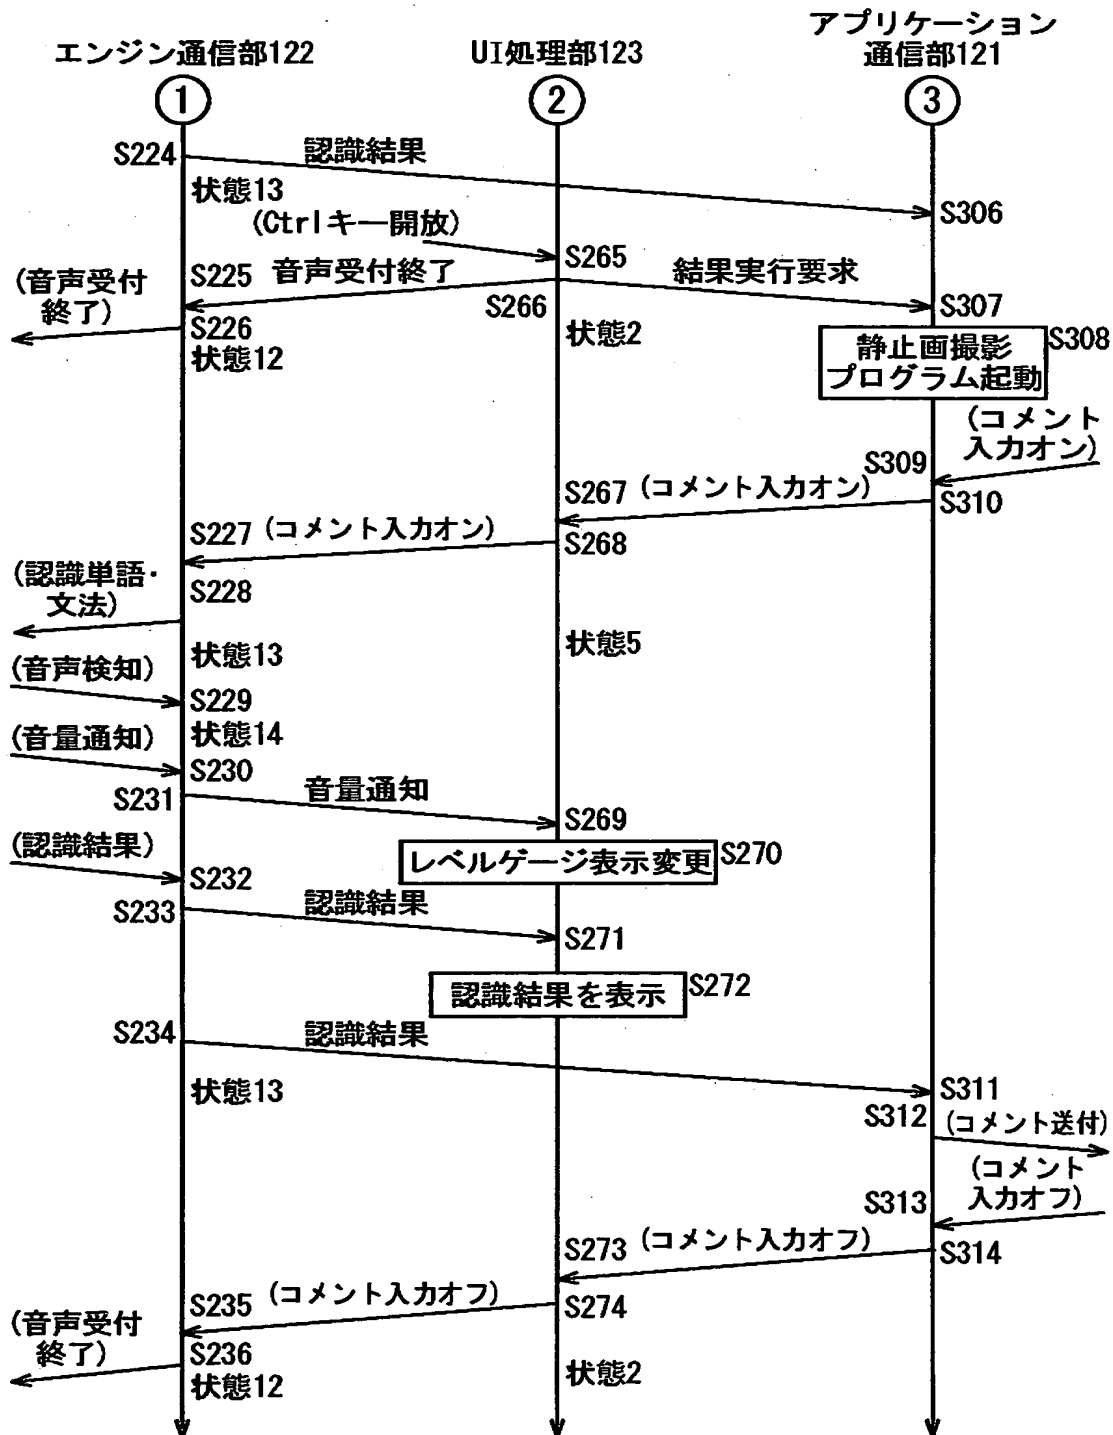 アプリケーション
エンジン通信部122
UI処理部123
通信部121
1
2
3
S224
認識結果
状態13
S306
(Ctrlキー開放)
S265
(音声受付
終了)
S225
音声受付終了
結果実行要求
S266
S307
S226
状態2
S308
状態12
静止画撮影
プログラム起動
(コメント
入力オン)
S309
S267
(コメント入力オン)
S310
S227
(コメント入力オン)
S268
(認識単語・
文法)
S228
状態13
状態5
(音声検知)
S229
状態14
(音量通知)
S230
S231
音量通知
S269
(認識結果)
レベルゲージ表示変更
S270
S232
S233
認識結果
S271
認識結果を表示
S272
S234
認識結果
状態13
S311
S312
(コメント送付)
(コメント
入力オフ)
S313
S273
(コメント入力オフ)
S314
S235
(コメント入力オフ)
S274
(音声受付
終了)
S236
状態2
状態12